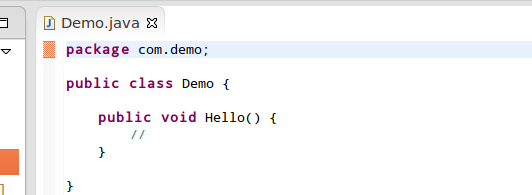 Demo.java
package com.demo;
public class Demo {
public void Hello() {
//
}
}